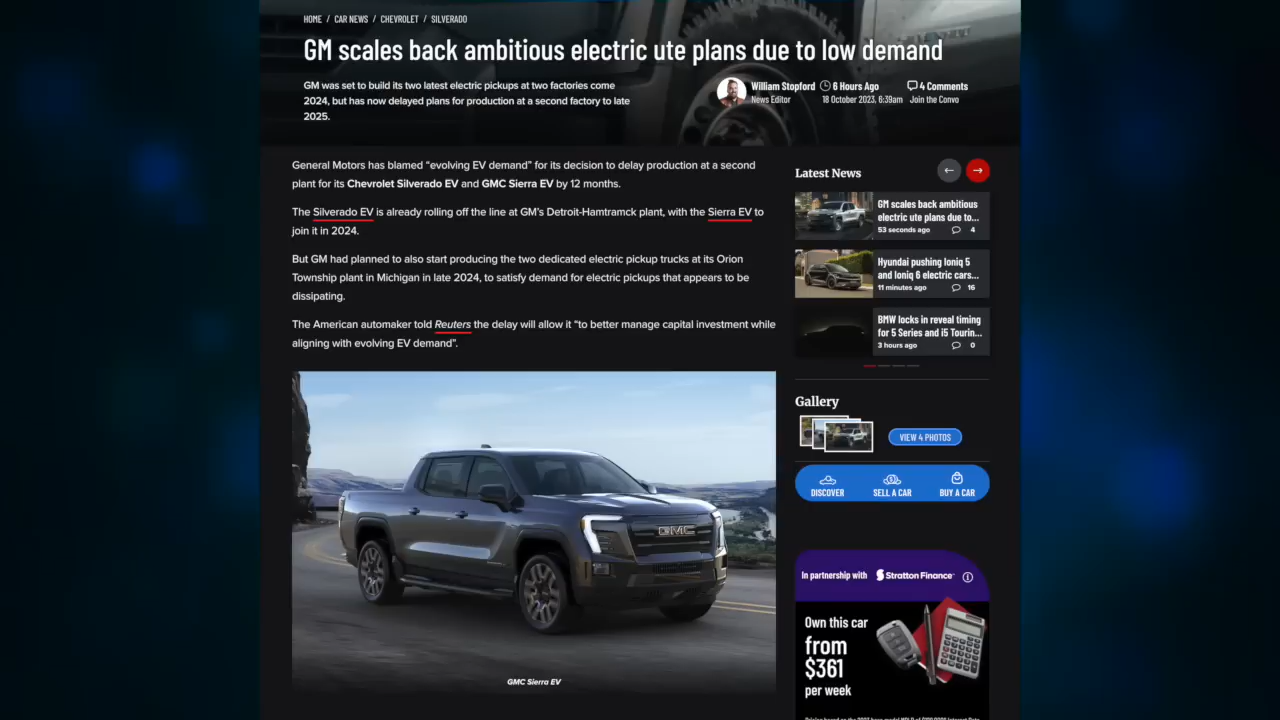 HOME / CAR NEWS / CHEVROLET / SILVERADO
GM scales back ambitious electric ute plans due to low demand
GM was set to build its two latest electric pickups at two factories come
2024, but has now delayed plans for production at a second factory to late
2025.
William Stopford
News Editor
6 Hours Ago
18 October 2023, 6:39am
4 Comments
Join the Convo
General Motors has blamed “evolving EV demand” for its decision to delay production at a second
plant for its Chevrolet Silverado EV and GMC Sierra EV by 12 months.
The Silverado EV is already rolling off the line at GM’s Detroit-Hamtramck plant, with the Sierra EV to
join it in 2024.
But GM had planned to also start producing the two dedicated electric pickup trucks at its Orion
Township plant in Michigan in late 2024, to satisfy demand for electric pickups that appears to be
dissipating.
The American automaker told Reuters the delay will allow it “to better manage capital investment while
aligning with evolving EV demand”.
GMC
GMC Sierra EV
Latest News
GM scales back ambitious
electric ute plans due to...
53 seconds ago 4
Hyundai pushing Ioniq 5
and Ioniq 6 electric cars...
11 minutes ago 16
BMW locks in reveal timing
for 5 Series and i5 Tourin...
3 hours ago 0
Gallery
VIEW 4 PHOTOS
DISCOVER
SELL A CAR
BUY A CAR
In partnership with Stratton Finance
Own this car
from
$361
per week